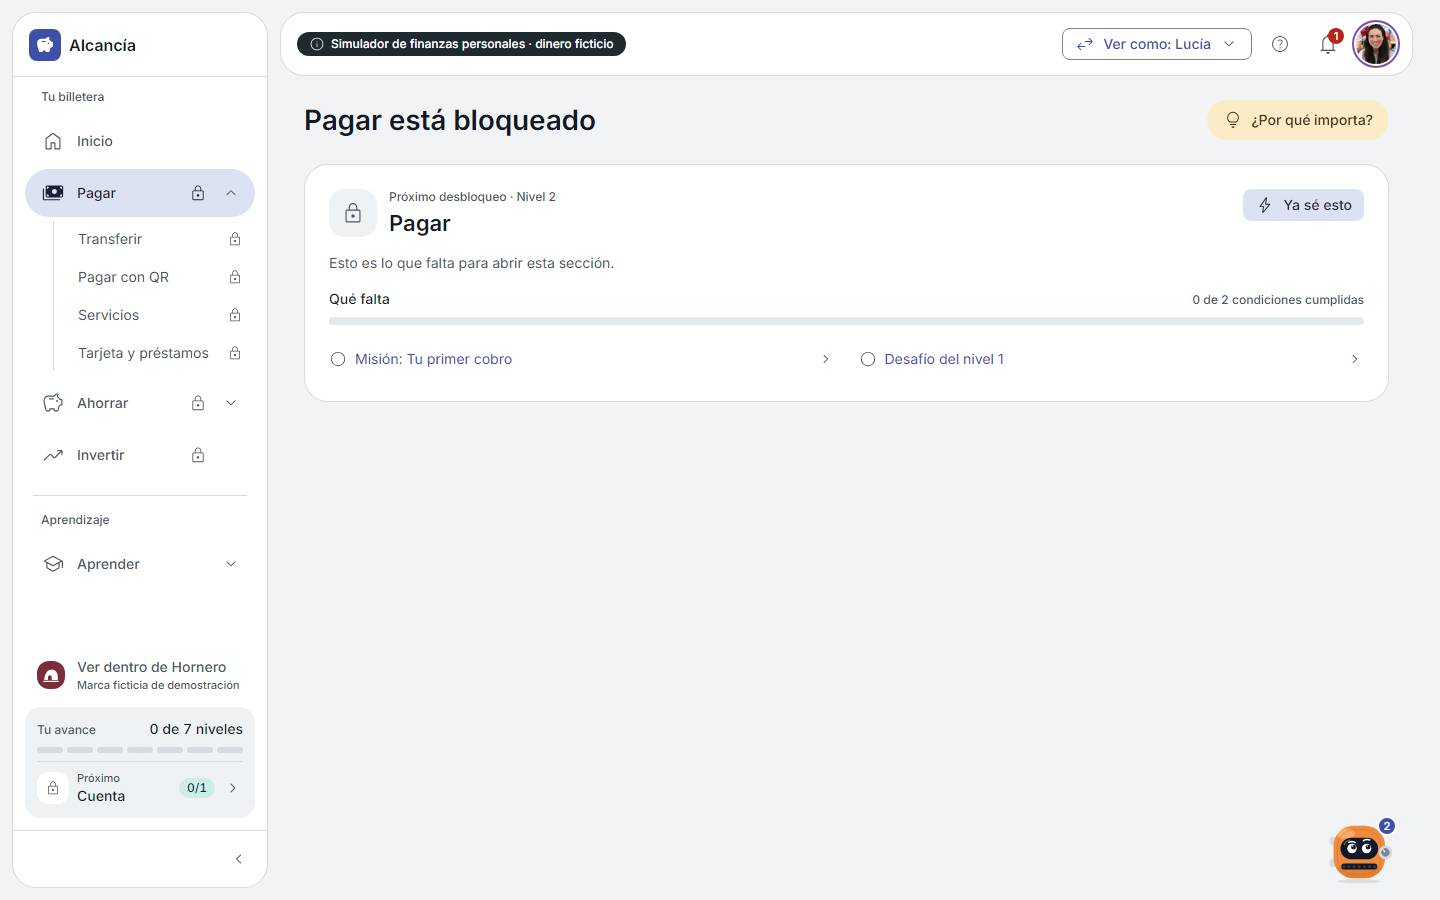 Alcancía
Simulador de finanzas personales · dinero ficticio
Ver como: Lucía
1
Tu billetera
Inicio
Pagar
Transferir
Pagar con QR
Servicios
Tarjeta y préstamos
Ahorrar
Invertir
Aprendizaje
Aprender
Ver dentro de Hornero
Marca ficticia de demostración
Tu avance
0 de 7 niveles
Próximo
Cuenta
0/1
Pagar está bloqueado
¿Por qué importa?
Próximo desbloqueo · Nivel 2
Pagar
Ya sé esto
Esto es lo que falta para abrir esta sección.
Qué falta
0 de 2 condiciones cumplidas
Misión: Tu primer cobro
Desafío del nivel 1
2